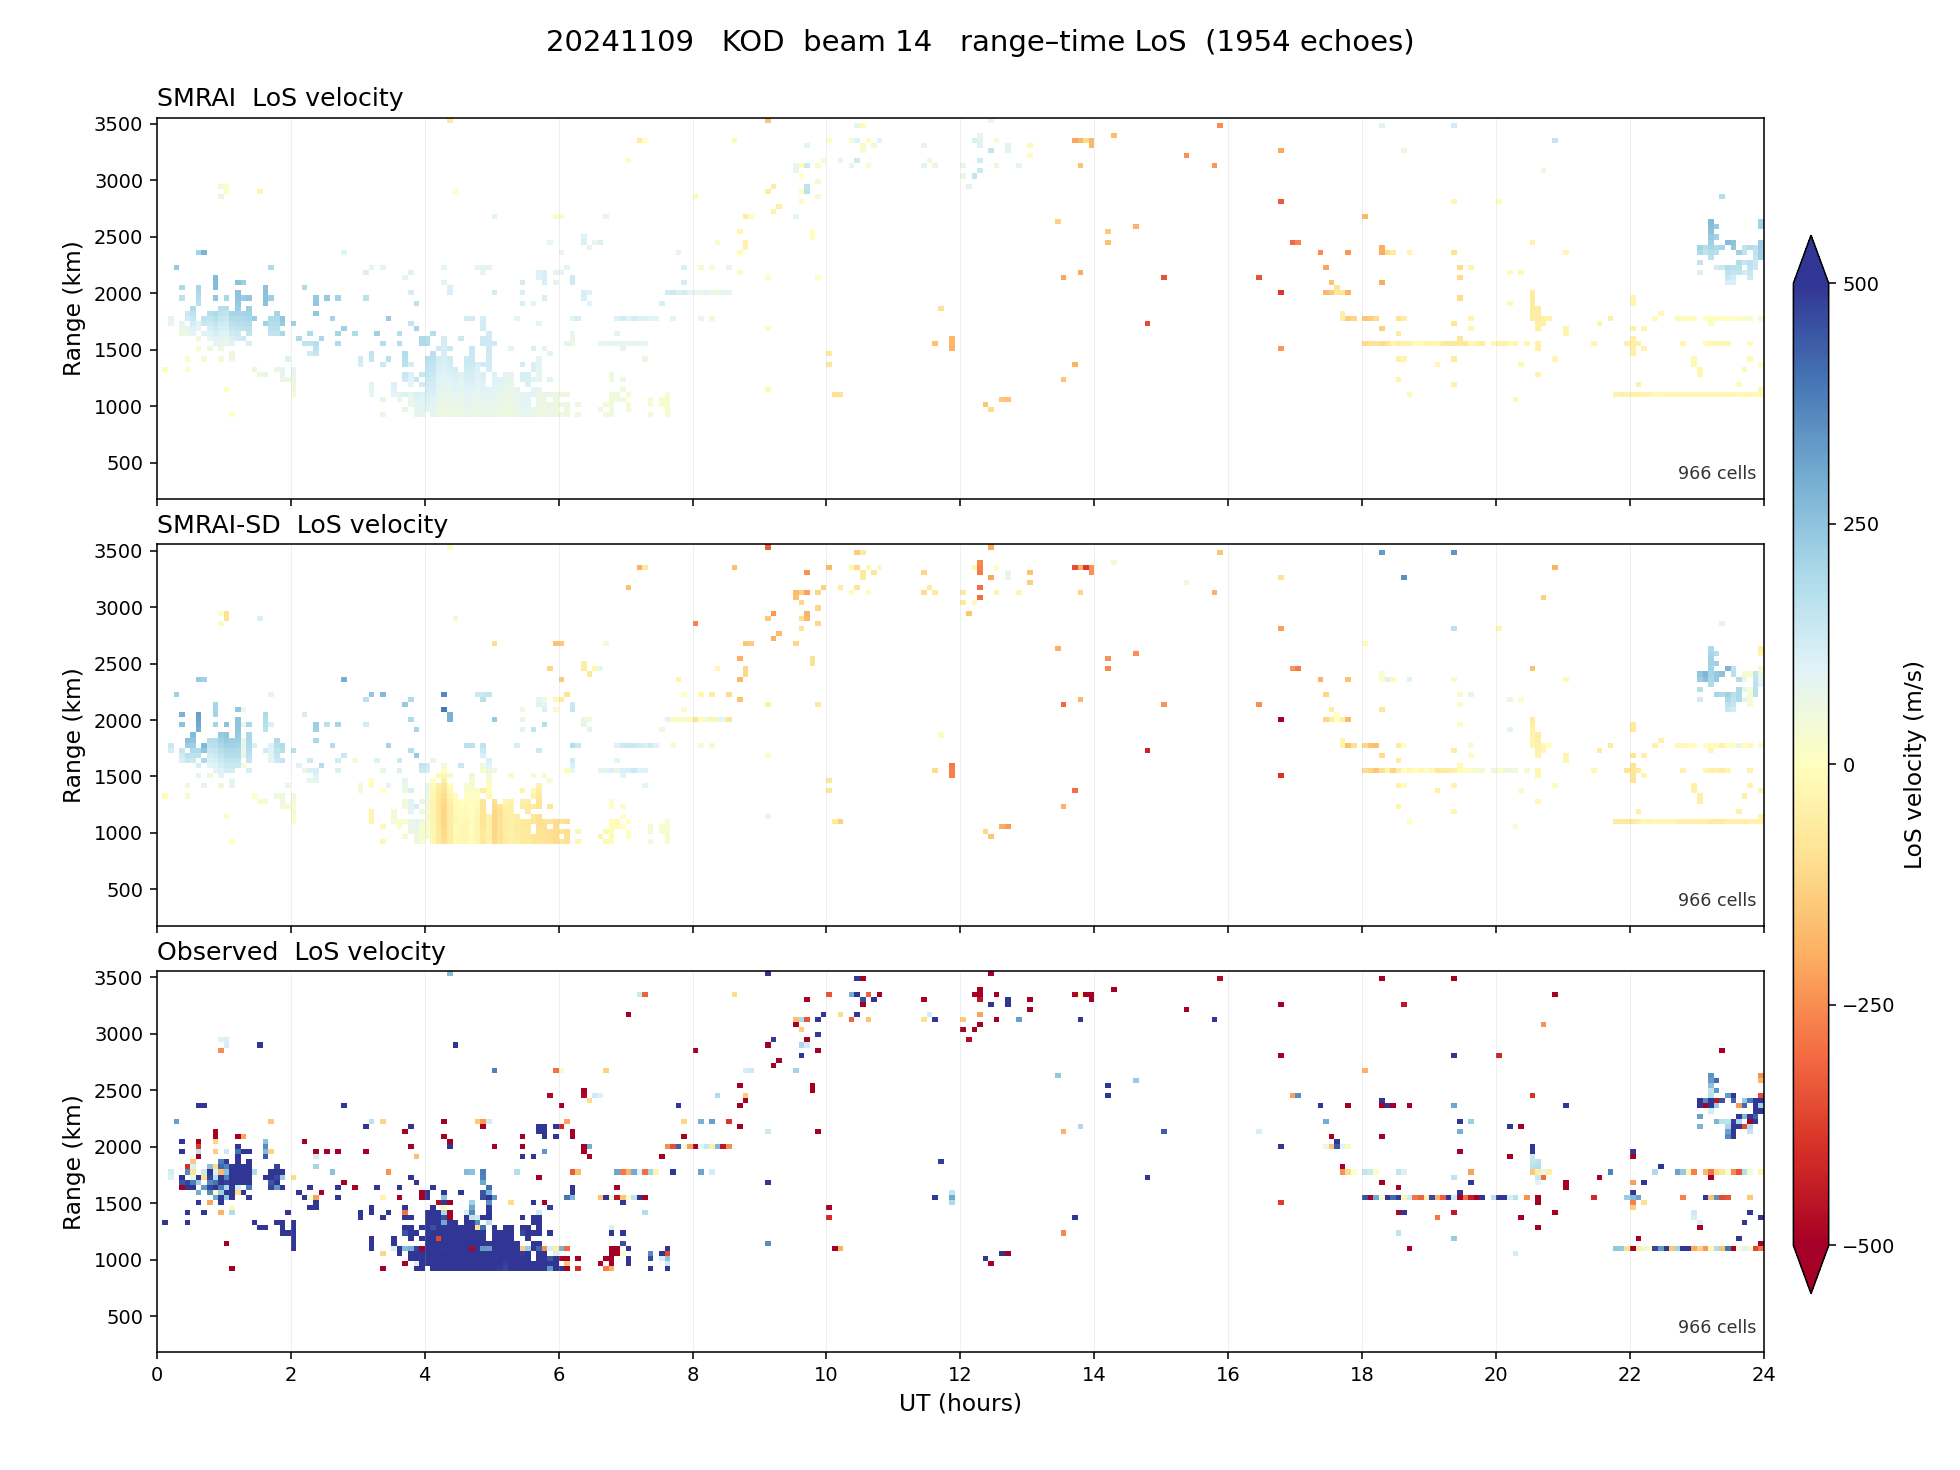 20241109 KOD beam 14 range–time LoS (1954 echoes)
SMRAI LoS velocity
3500
3000
2500
2000
1500
1000
500
Range (km)
966 cells
SMRAI-SD LoS velocity
3500
3000
2500
2000
1500
1000
500
Range (km)
966 cells
Observed LoS velocity
3500
3000
2500
2000
1500
1000
500
Range (km)
966 cells
0 2 4 6 8 10 12 14 16 18 20 22 24
UT (hours)
500
250
0
−250
−500
LoS velocity (m/s)